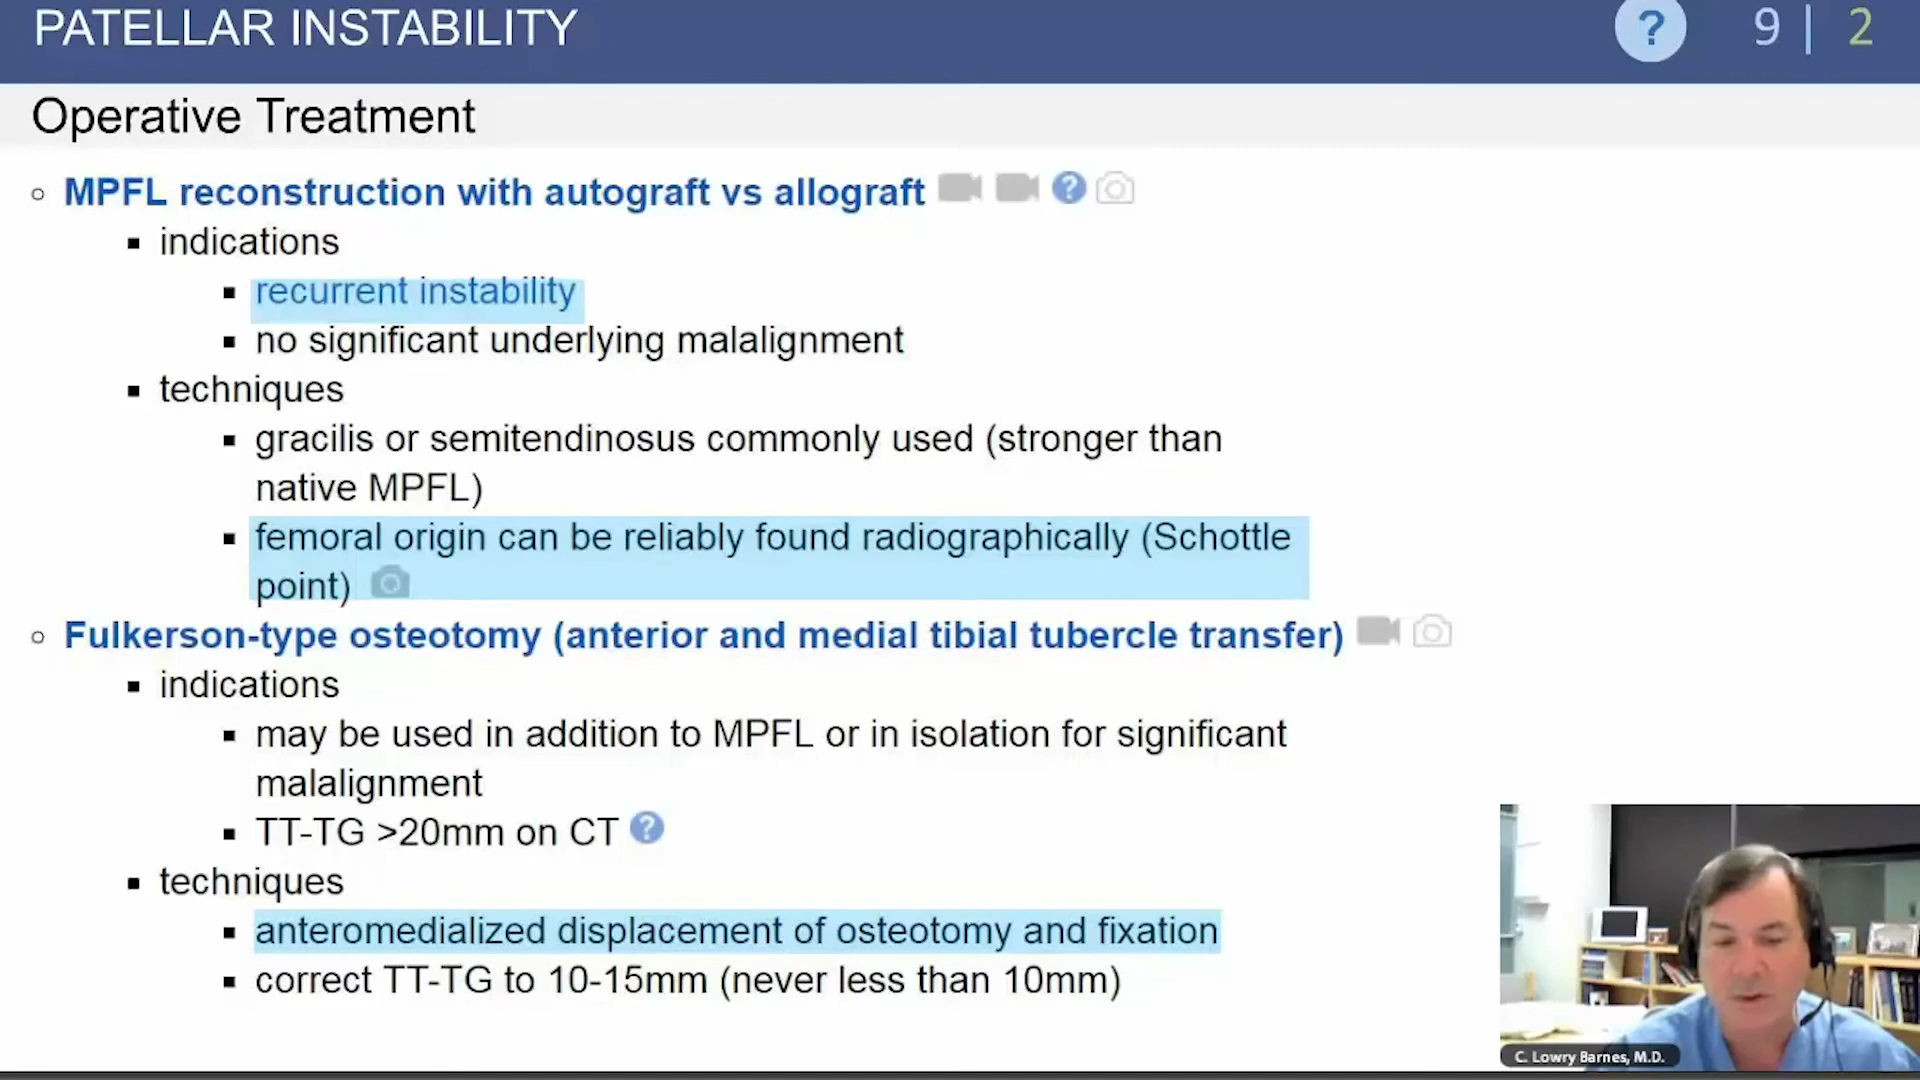 PATELLAR INSTABILITY
? 9 | 2
Operative Treatment
MPFL reconstruction with autograft vs allograft ?
indications
recurrent instability
no significant underlying malalignment
techniques
gracilis or semitendinosus commonly used (stronger than
native MPFL)
femoral origin can be reliably found radiographically (Schottle
point)
Fulkerson-type osteotomy (anterior and medial tibial tubercle transfer)
indications
may be used in addition to MPFL or in isolation for significant
malalignment
TT-TG >20mm on CT ?
techniques
anteromedialized displacement of osteotomy and fixation
correct TT-TG to 10-15mm (never less than 10mm)
C. Lowry Barnes, M.D.